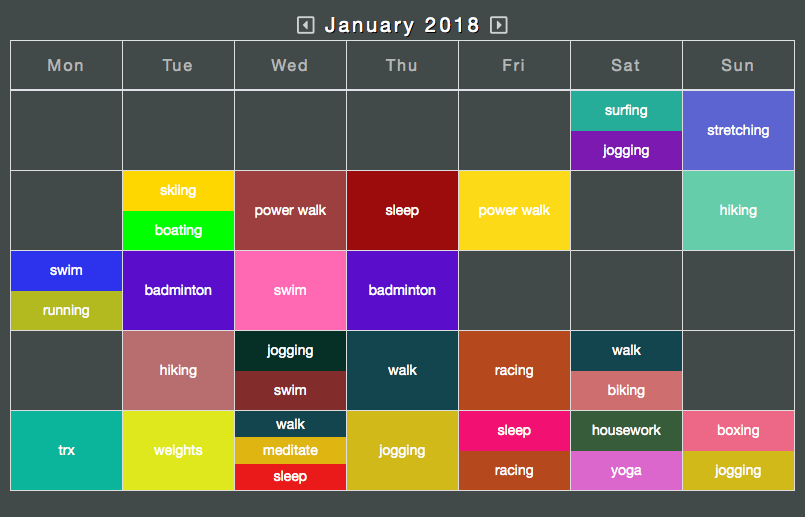 January 2018
Mon Tue Wed Thu Fri Sat Sun
surfing
jogging
stretching
skiing
boating
power walk
sleep
power walk
hiking
swim
running
badminton
swim
badminton
hiking
jogging
swim
walk
racing
walk
biking
trx
weights
walk
meditate
sleep
jogging
sleep
racing
housework
yoga
boxing
jogging